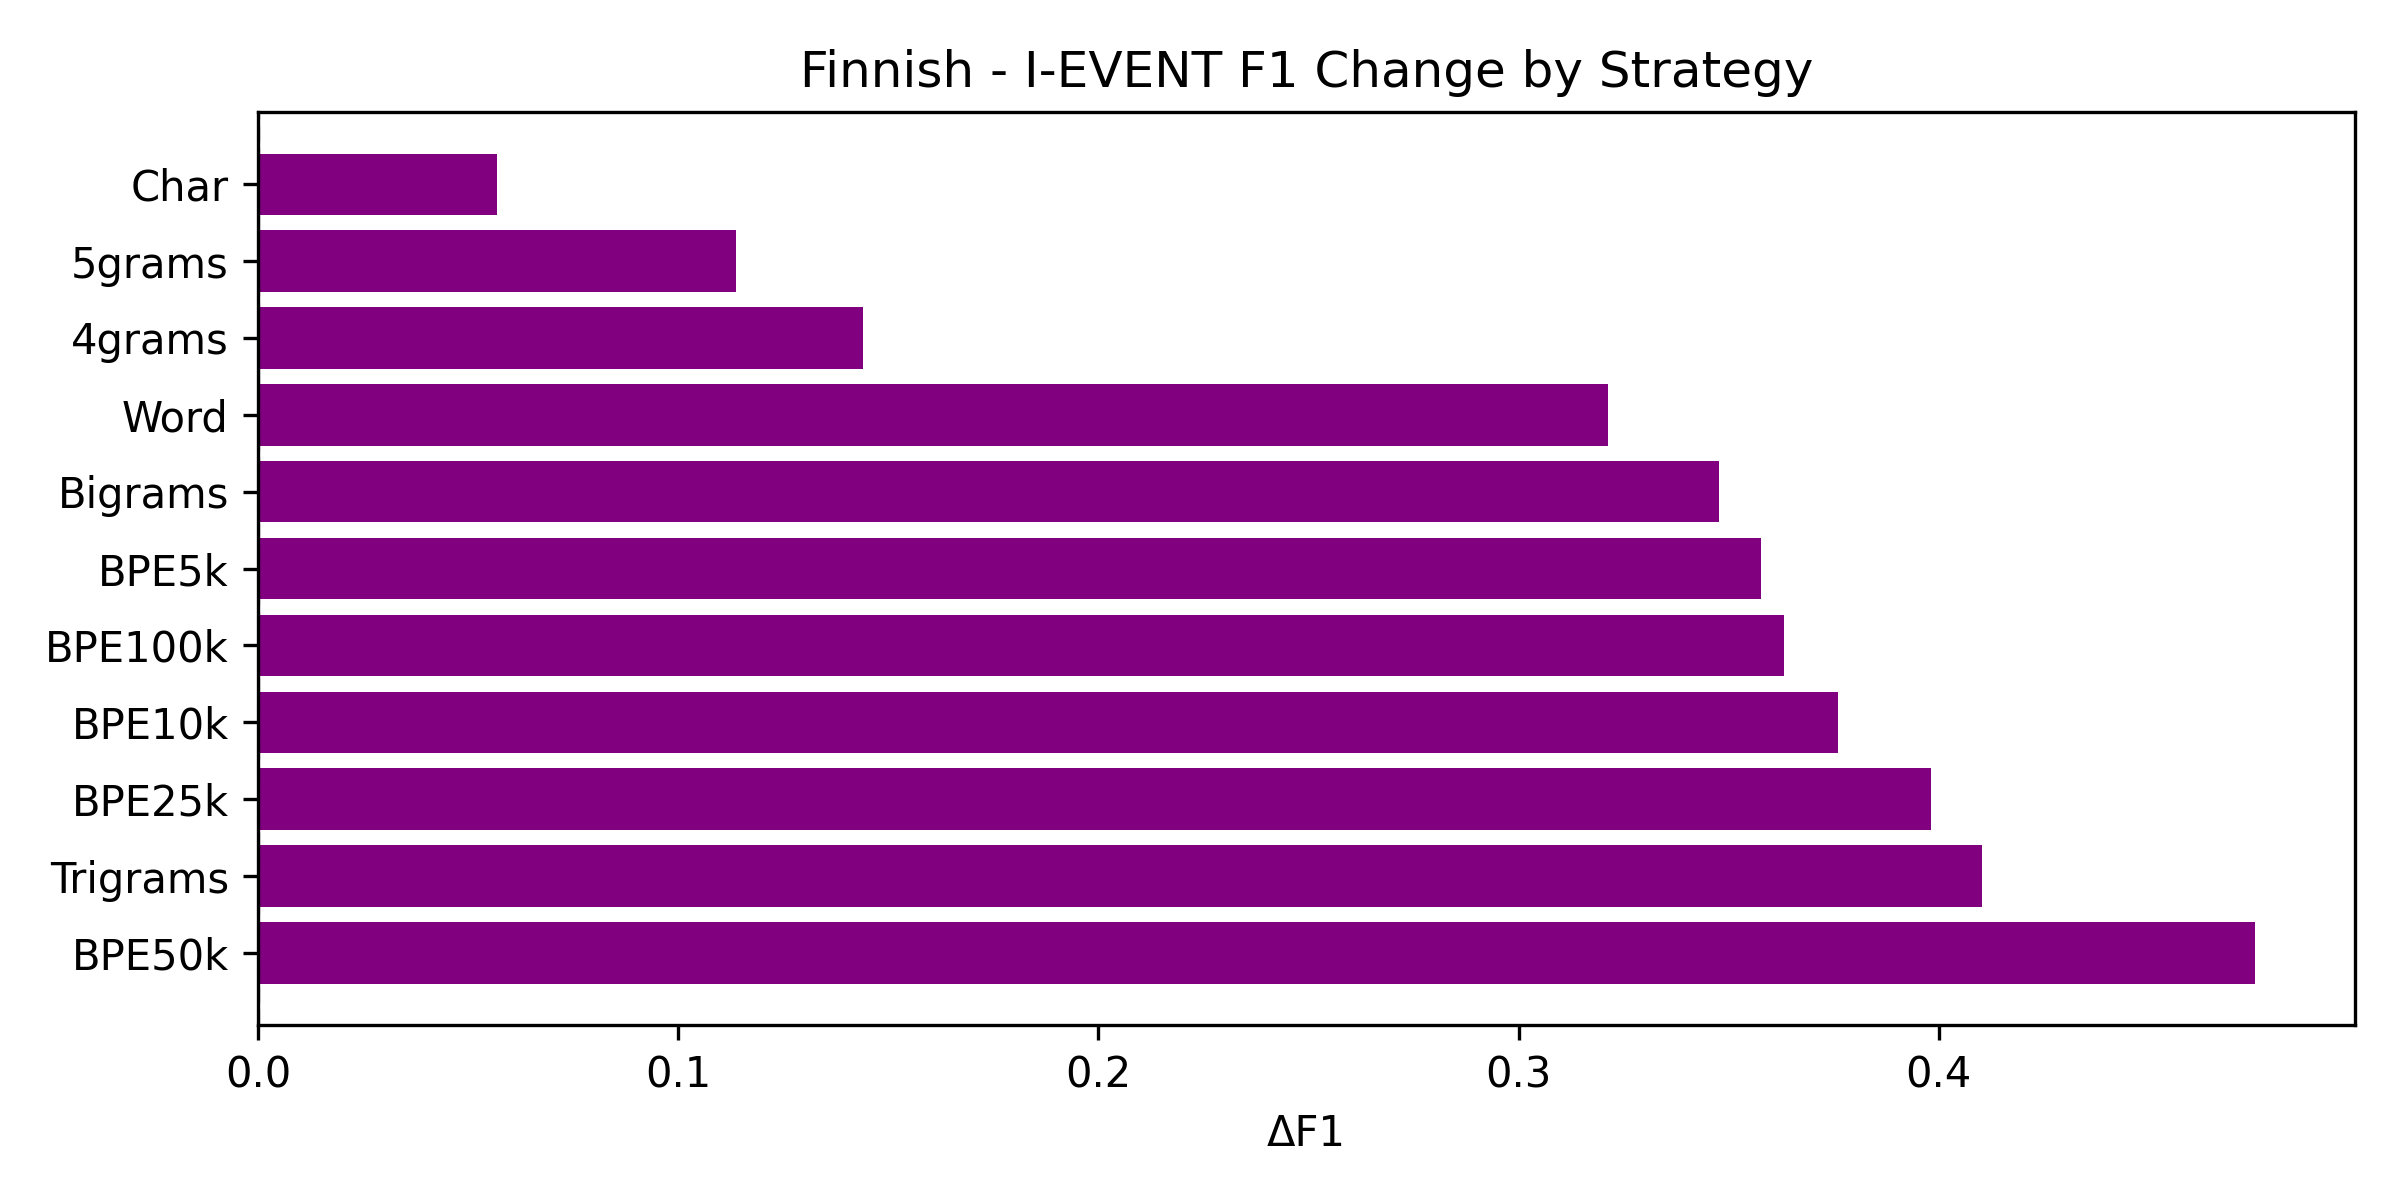 Finnish - I-EVENT F1 Change by Strategy
Char
5grams
4grams
Word
Bigrams
BPE5k
BPE100k
BPE10k
BPE25k
Trigrams
BPE50k
0.0 0.1 0.2 0.3 0.4
ΔF1